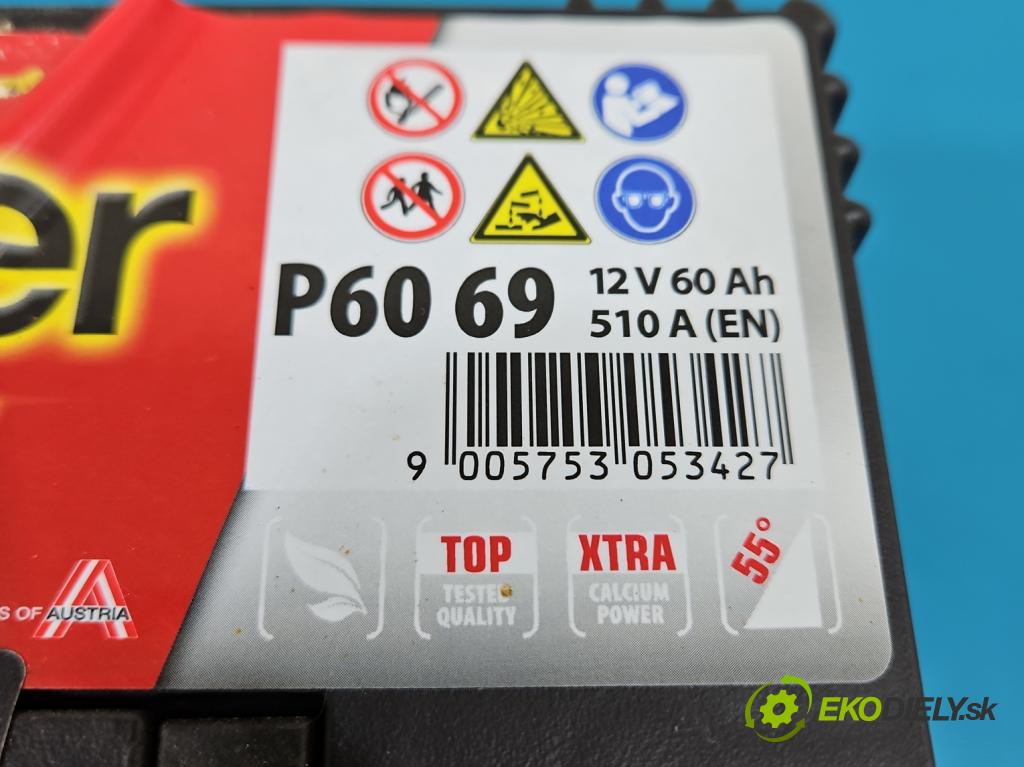 er
P60 69
12 V 60 Ah
510 A (EN)
9 005753 053427
TOP
TESTED
QUALITY
XTRA
CALCIUM
POWER
55°
S OF AUSTRIA
EKODIELY.sk